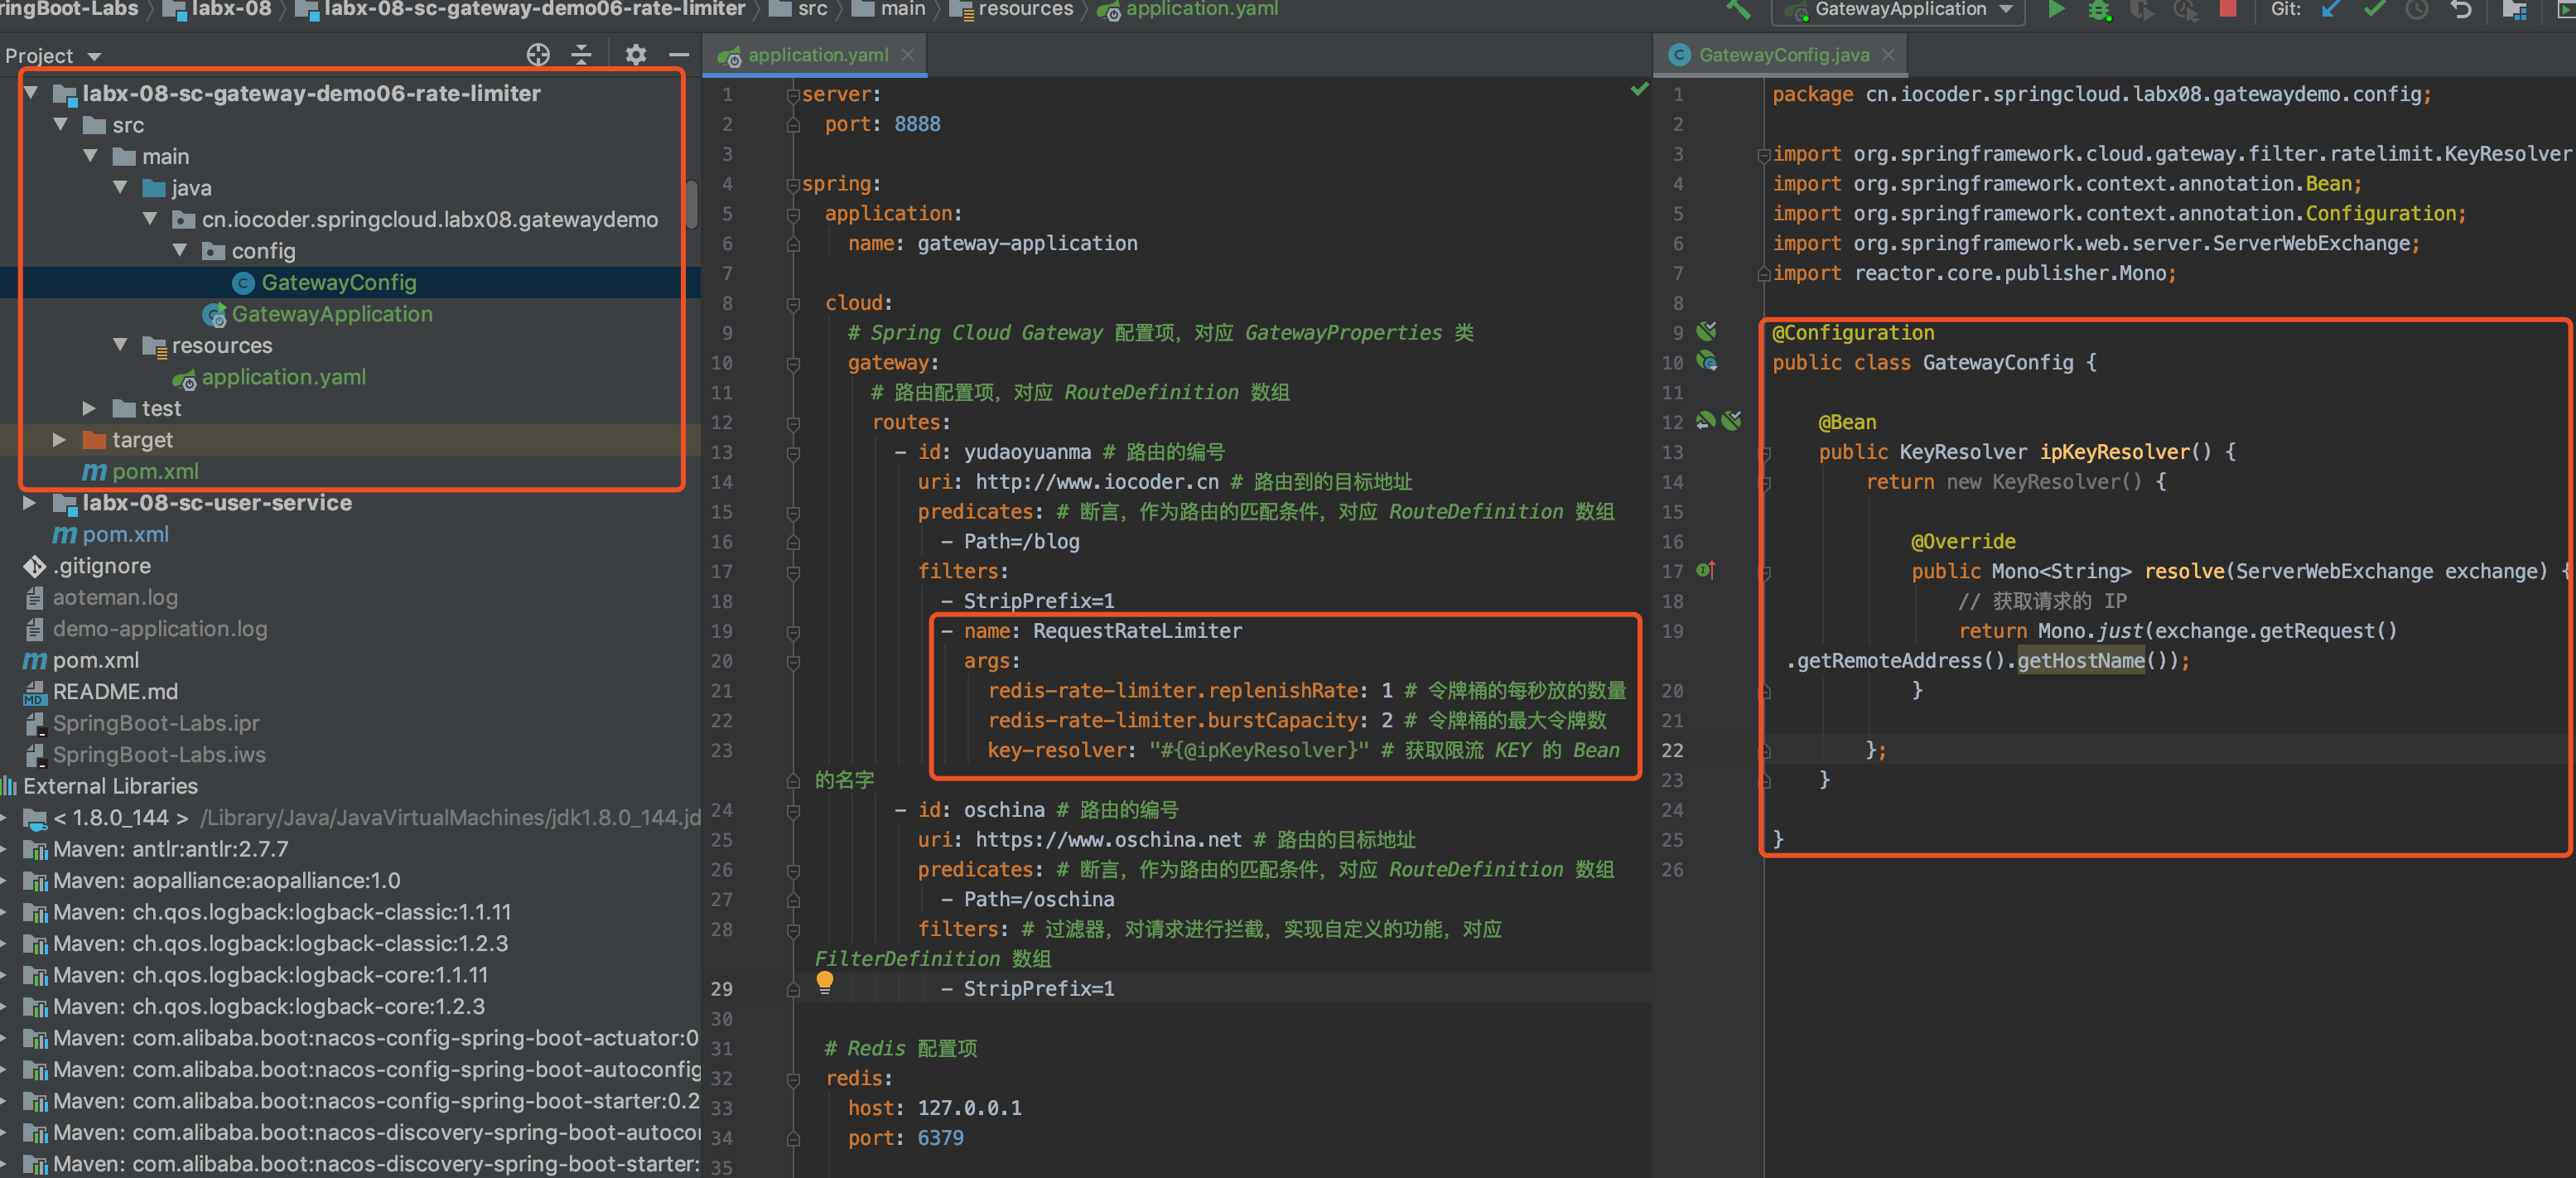 ringBoot-Labs labx-08 labx-08-sc-gateway-demo06-rate-limiter src main resources application.yaml GatewayApplication Git:
Project
labx-08-sc-gateway-demo06-rate-limiter
src
main
java
cn.iocoder.springcloud.labx08.gatewaydemo
config
GatewayConfig
GatewayApplication
resources
application.yaml
test
target
pom.xml
labx-08-sc-user-service
pom.xml
.gitignore
aoteman.log
demo-application.log
pom.xml
README.md
SpringBoot-Labs.ipr
SpringBoot-Labs.iws
External Libraries
< 1.8.0_144 > /Library/Java/JavaVirtualMachines/jdk1.8.0_144.jd
Maven: antlr:antlr:2.7.7
Maven: aopalliance:aopalliance:1.0
Maven: ch.qos.logback:logback-classic:1.1.11
Maven: ch.qos.logback:logback-classic:1.2.3
Maven: ch.qos.logback:logback-core:1.1.11
Maven: ch.qos.logback:logback-core:1.2.3
Maven: com.alibaba.boot:nacos-config-spring-boot-actuator:0
Maven: com.alibaba.boot:nacos-config-spring-boot-autoconfig
Maven: com.alibaba.boot:nacos-config-spring-boot-starter:0.2
Maven: com.alibaba.boot:nacos-discovery-spring-boot-autocon
Maven: com.alibaba.boot:nacos-discovery-spring-boot-starter:
application.yaml
1 server:
2 port: 8888
3
4 spring:
5 application:
6 name: gateway-application
7
8 cloud:
9 # Spring Cloud Gateway 配置项，对应 GatewayProperties 类
10 gateway:
11 # 路由配置项，对应 RouteDefinition 数组
12 routes:
13 - id: yudaoyuanma # 路由的编号
14 uri: http://www.iocoder.cn # 路由到的目标地址
15 predicates: # 断言，作为路由的匹配条件，对应 RouteDefinition 数组
16 - Path=/blog
17 filters:
18 - StripPrefix=1
19 - name: RequestRateLimiter
20 args:
21 redis-rate-limiter.replenishRate: 1 # 令牌桶的每秒放的数量
22 redis-rate-limiter.burstCapacity: 2 # 令牌桶的最大令牌数
23 key-resolver: "#{@ipKeyResolver}" # 获取限流 KEY 的 Bean
的名字
24 - id: oschina # 路由的编号
25 uri: https://www.oschina.net # 路由的目标地址
26 predicates: # 断言，作为路由的匹配条件，对应 RouteDefinition 数组
27 - Path=/oschina
28 filters: # 过滤器，对请求进行拦截，实现自定义的功能，对应
FilterDefinition 数组
29 - StripPrefix=1
30
31 # Redis 配置项
32 redis:
33 host: 127.0.0.1
34 port: 6379
35
GatewayConfig.java
1 package cn.iocoder.springcloud.labx08.gatewaydemo.config;
2
3 import org.springframework.cloud.gateway.filter.ratelimit.KeyResolver
4 import org.springframework.context.annotation.Bean;
5 import org.springframework.context.annotation.Configuration;
6 import org.springframework.web.server.ServerWebExchange;
7 import reactor.core.publisher.Mono;
8
9 @Configuration
10 public class GatewayConfig {
11
12 @Bean
13 public KeyResolver ipKeyResolver() {
14 return new KeyResolver() {
15
16 @Override
17 public Mono<String> resolve(ServerWebExchange exchange) {
18 // 获取请求的 IP
19 return Mono.just(exchange.getRequest()
.getRemoteAddress().getHostName());
20 }
21
22 };
23 }
24
25 }
26